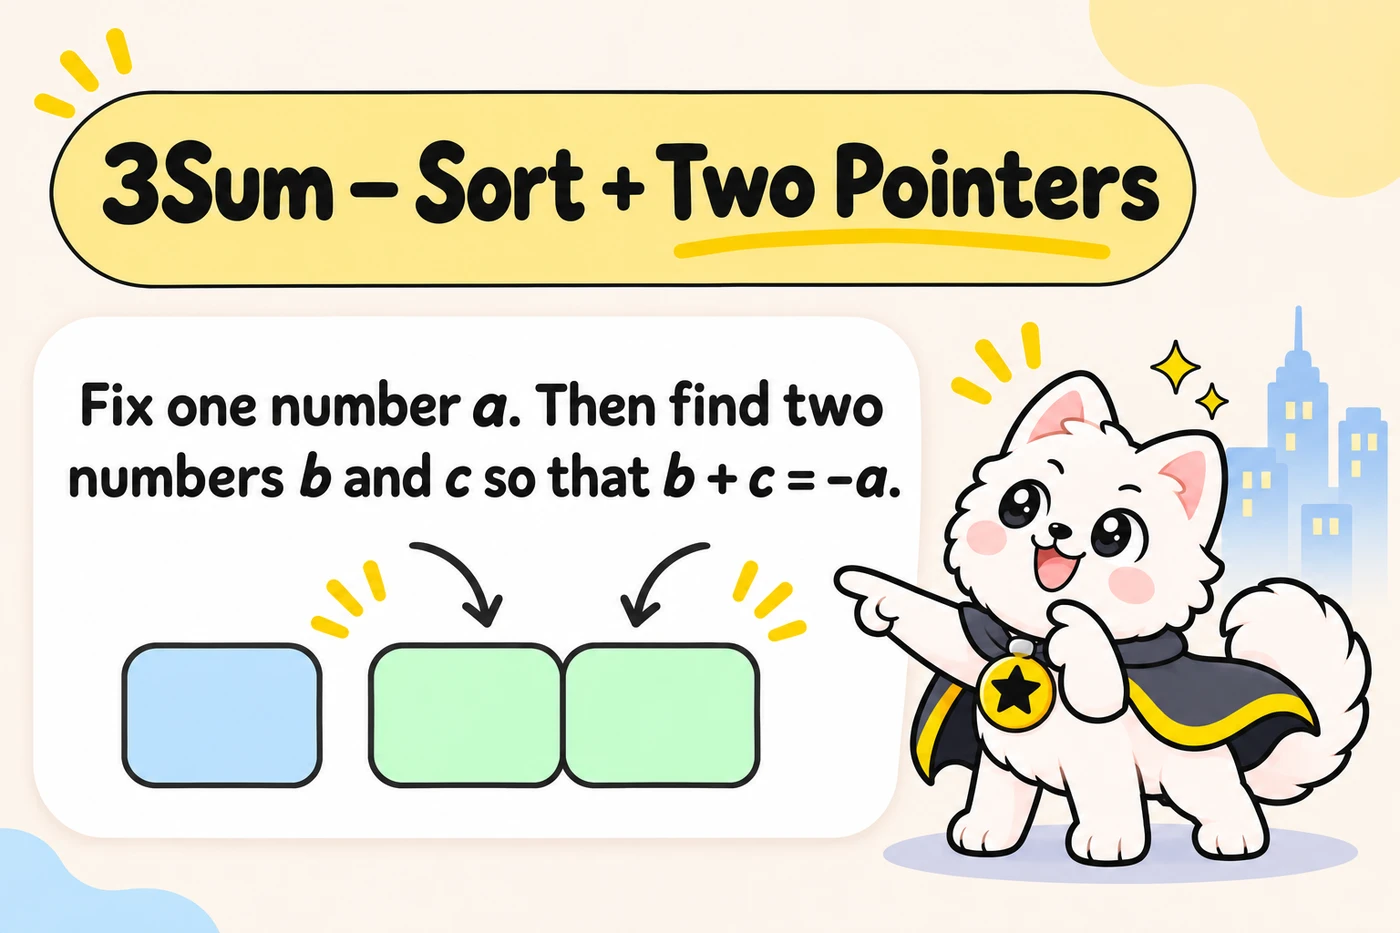 3Sum – Sort + Two Pointers
Fix one number a. Then find two
numbers b and c so that b + c = –a.